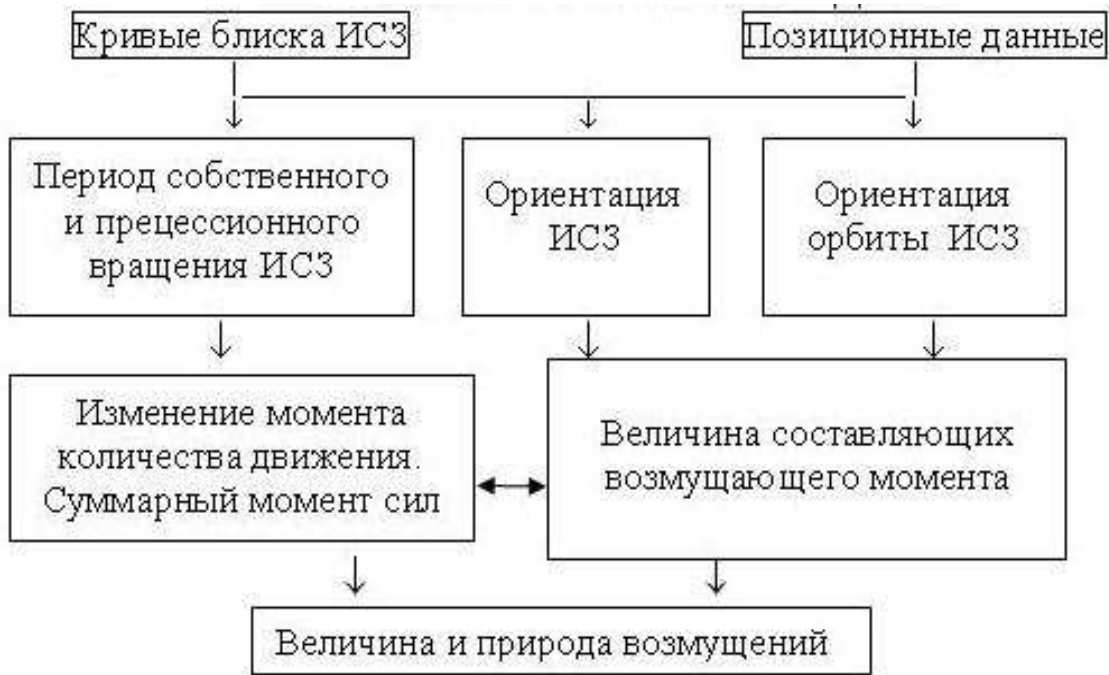 Кривые блиска ИСЗ
Позиционные данные
Период собственного
и прецессионного
вращения ИСЗ
Ориентация
ИСЗ
Ориентация
орбиты ИСЗ
Изменение момента
количества движения.
Суммарный момент сил
Величина составляющих
возмущающего момента
Величина и природа возмущений